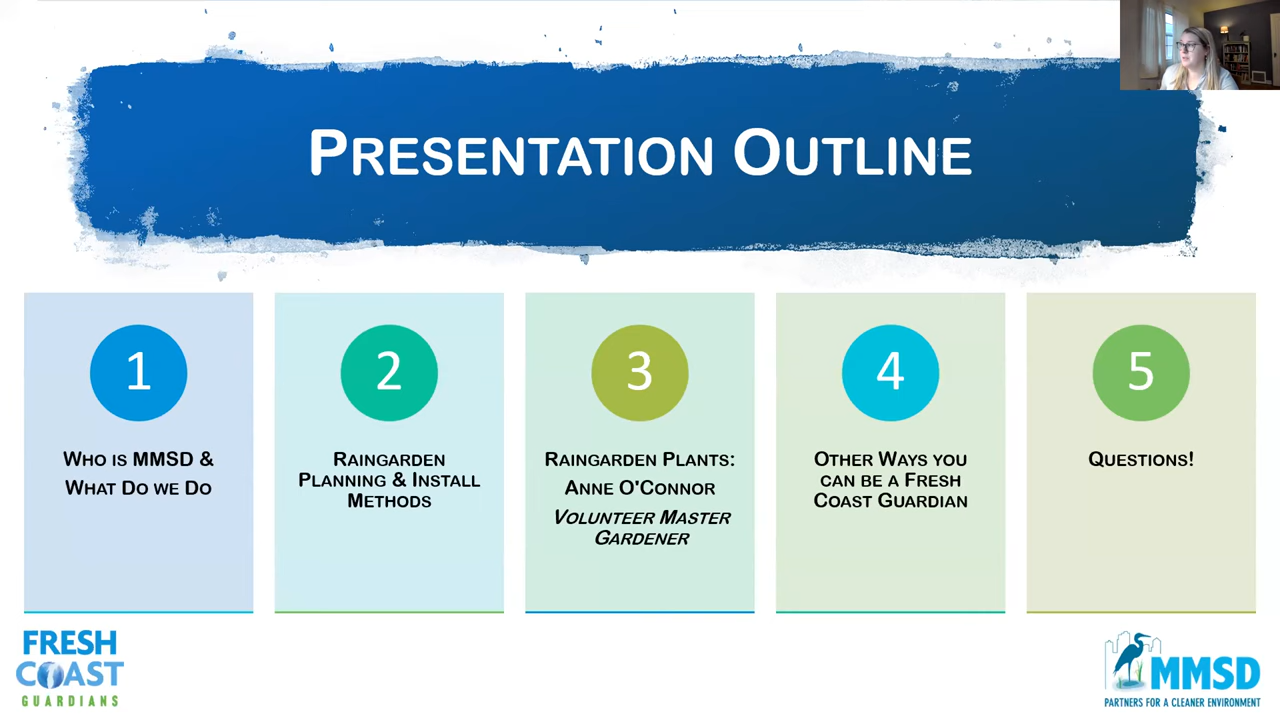 PRESENTATION OUTLINE
1
WHO IS MMSD &
WHAT DO WE DO
2
RAINGARDEN
PLANNING & INSTALL
METHODS
3
RAINGARDEN PLANTS:
ANNE O'CONNOR
VOLUNTEER MASTER
GARDENER
4
OTHER WAYS YOU
CAN BE A FRESH
COAST GUARDIAN
5
QUESTIONS!
FRESH
COAST
GUARDIANS
MMSD
PARTNERS FOR A CLEANER ENVIRONMENT